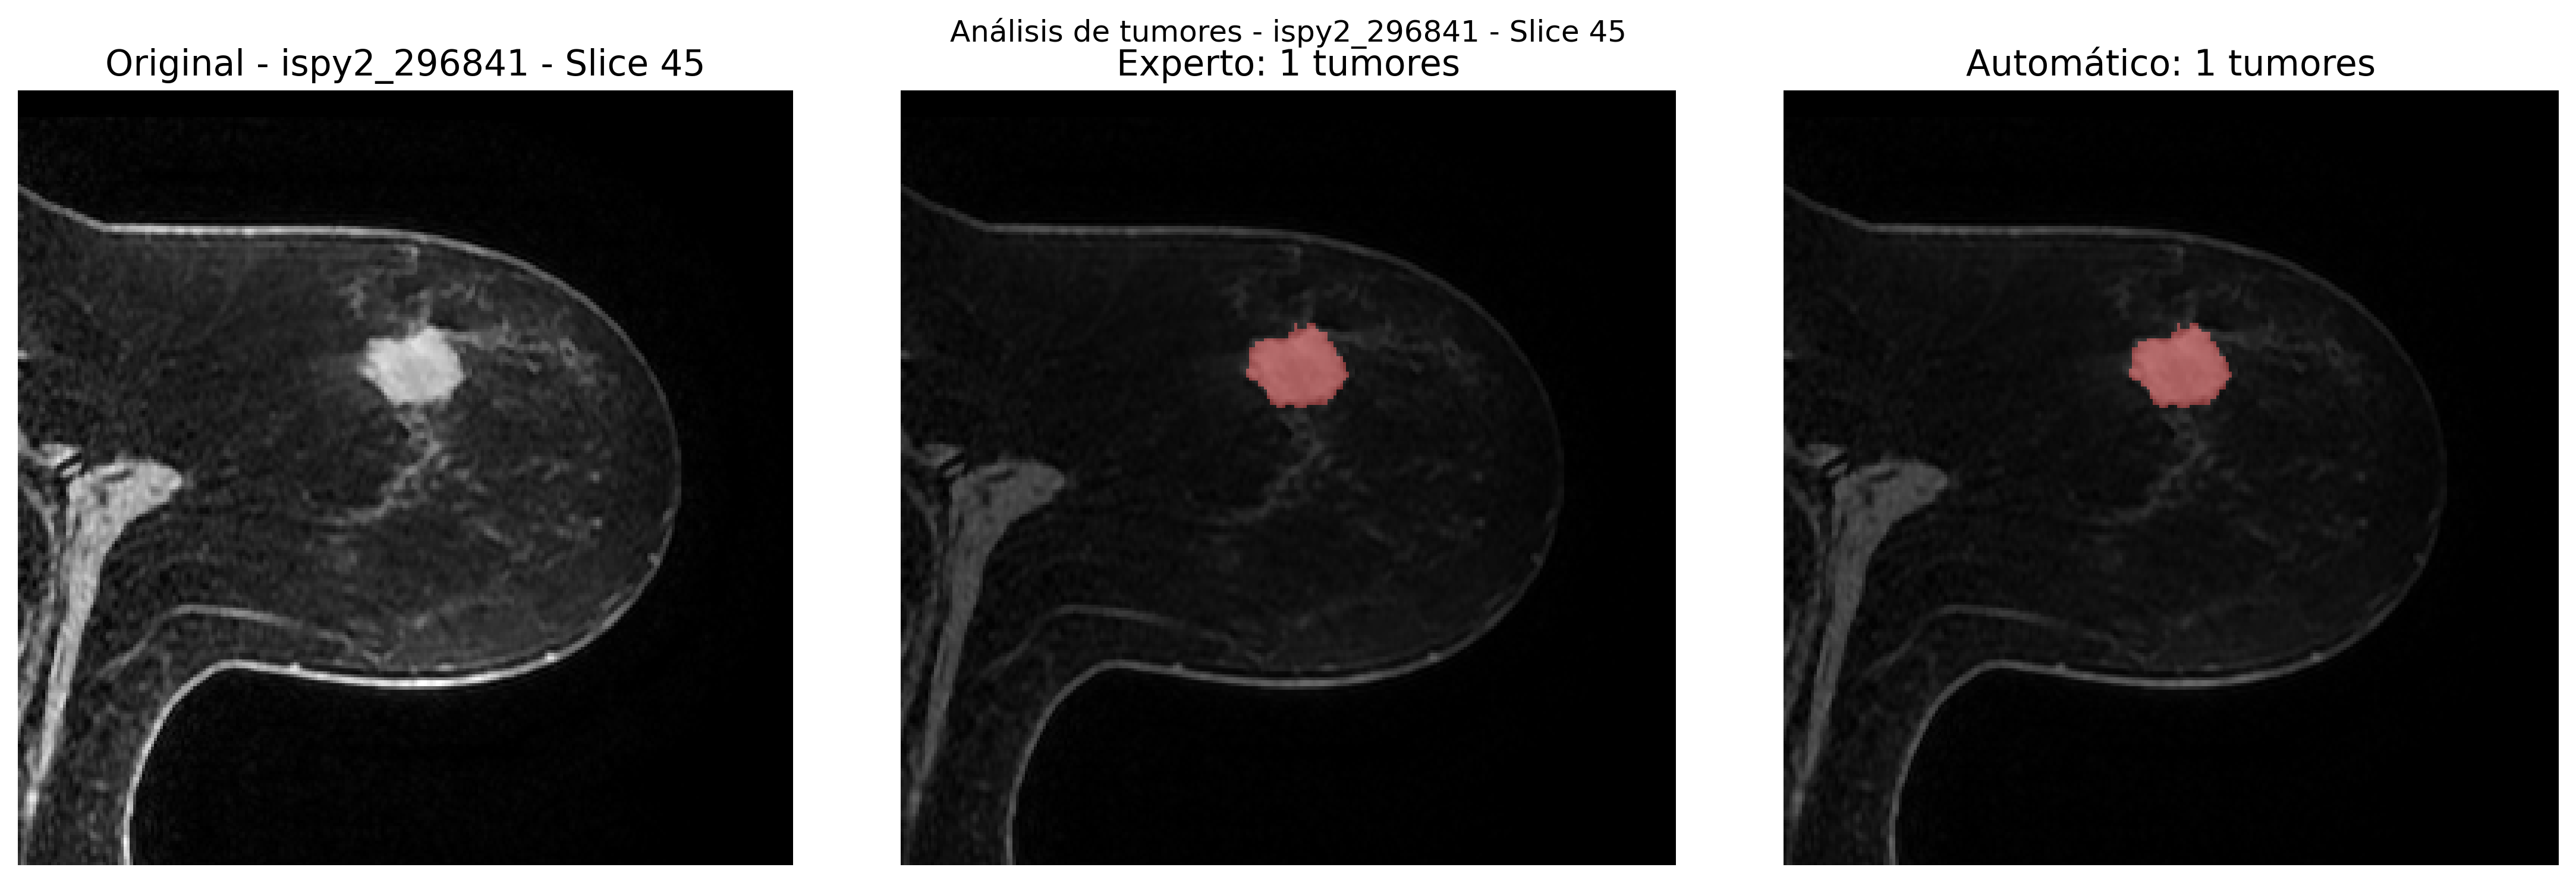 Análisis de tumores - ispy2_296841 - Slice 45
Original - ispy2_296841 - Slice 45
Experto: 1 tumores
Automático: 1 tumores